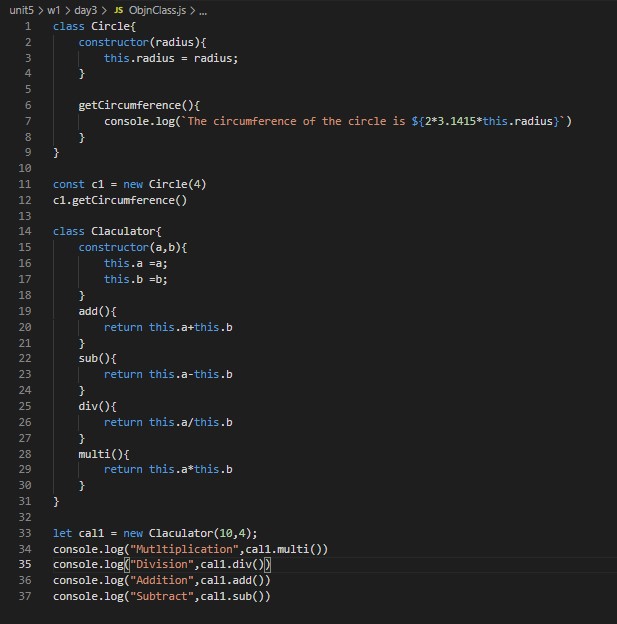 unit5 > w1 > day3 > JS ObjnClass.js > ...
1 class Circle{
2     constructor(radius){
3         this.radius = radius;
4     }
5
6     getCircumference(){
7         console.log(`The circumference of the circle is ${2*3.1415*this.radius}`)
8     }
9 }
10
11 const c1 = new Circle(4)
12 c1.getCircumference()
13
14 class Claculator{
15     constructor(a,b){
16         this.a =a;
17         this.b =b;
18     }
19     add(){
20         return this.a+this.b
21     }
22     sub(){
23         return this.a-this.b
24     }
25     div(){
26         return this.a/this.b
27     }
28     multi(){
29         return this.a*this.b
30     }
31 }
32
33 let cal1 = new Claculator(10,4);
34 console.log("Mutltiplication",cal1.multi())
35 console.log("Division",cal1.div())
36 console.log("Addition",cal1.add())
37 console.log("Subtract",cal1.sub())